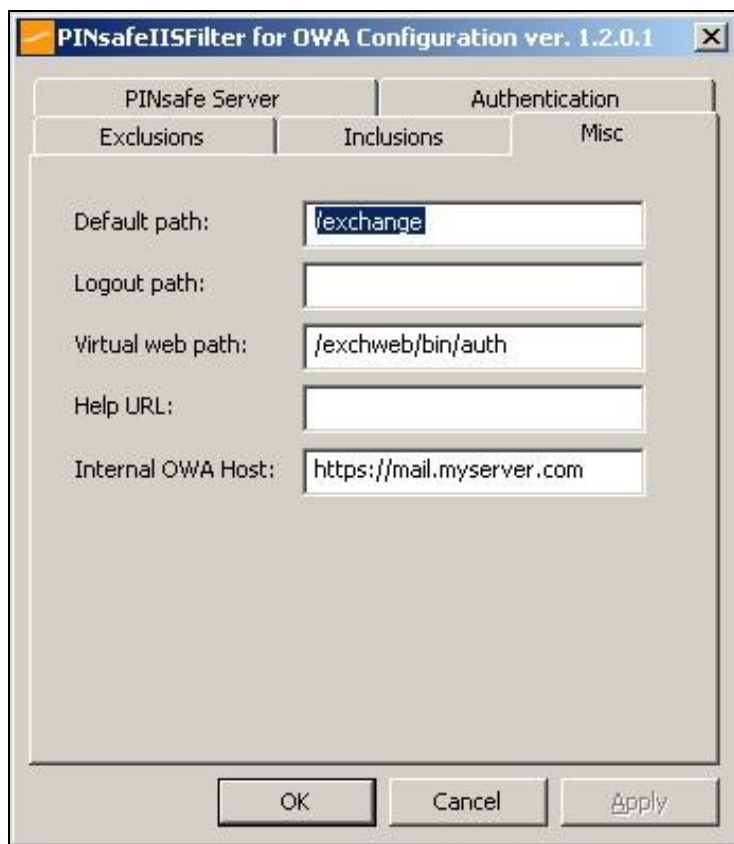 PINsafeIISFilter for OWA Configuration ver. 1.2.0.1
PINsafe Server Authentication
Exclusions Inclusions Misc
Default path: /exchange
Logout path:
Virtual web path: /exchweb/bin/auth
Help URL:
Internal OWA Host: https://mail.myserver.com
OK Cancel Apply